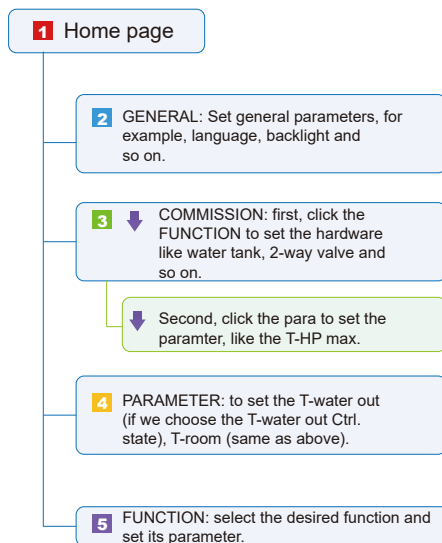 1 Home page
2 GENERAL: Set general parameters, for
example, language, backlight and
so on.
3 COMMISSION: first, click the
FUNCTION to set the hardware
like water tank, 2-way valve and
so on.
Second, click the para to set the
paramter, like the T-HP max.
4 PARAMETER: to set the T-water out
(if we choose the T-water out Ctrl.
state), T-room (same as above).
5 FUNCTION: select the desired function and
set its parameter.